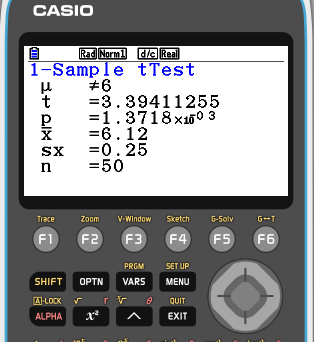 CASIO
Rad Norm1 d/c Real
1-Sample tTest
μ ≠6
t =3.39411255
p =1.3718×10⁻03
x̄ =6.12
sx =0.25
n =50
Trace Zoom V-Window Sketch G-Solv G↔T
F1 F2 F3 F4 F5 F6
PRGM SET UP
SHIFT OPTN VARS MENU
A-LOCK √ r ∛ θ QUIT
ALPHA x² ^ EXIT